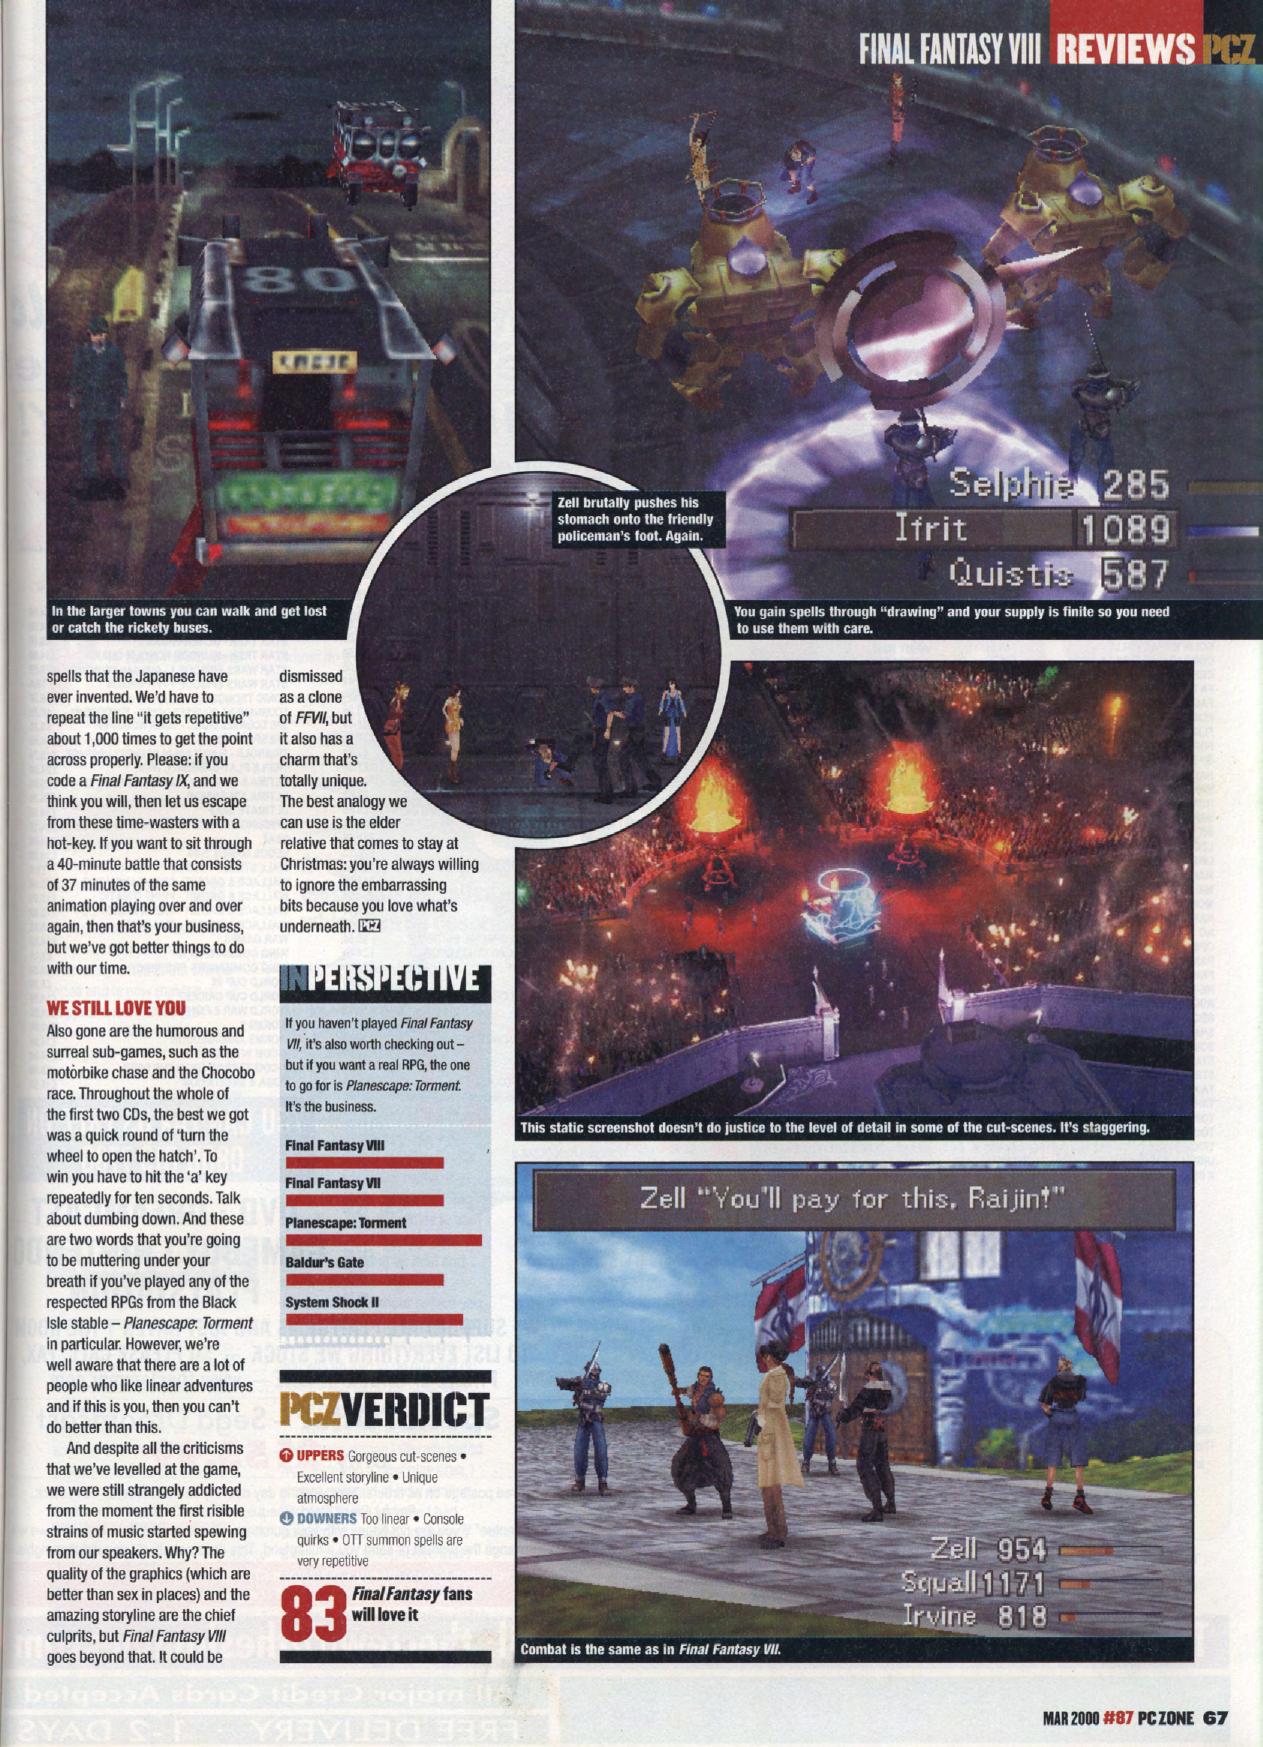 FINAL FANTASY VIII REVIEWS PCZ
80
Selphie 285
Ifrit 1089
Quistis 587
Zell brutally pushes his
stomach onto the friendly
policeman's foot. Again.
In the larger towns you can walk and get lost
or catch the rickety buses.
You gain spells through "drawing" and your supply is finite so you need
to use them with care.
spells that the Japanese have
ever invented. We'd have to
repeat the line "it gets repetitive"
about 1,000 times to get the point
across properly. Please: if you
code a Final Fantasy IX, and we
think you will, then let us escape
from these time-wasters with a
hot-key. If you want to sit through
a 40-minute battle that consists
of 37 minutes of the same
animation playing over and over
again, then that's your business,
but we've got better things to do
with our time.
WE STILL LOVE YOU
Also gone are the humorous and
surreal sub-games, such as the
motorbike chase and the Chocobo
race. Throughout the whole of
the first two CDs, the best we got
was a quick round of 'turn the
wheel to open the hatch'. To
win you have to hit the 'a' key
repeatedly for ten seconds. Talk
about dumbing down. And these
are two words that you're going
to be muttering under your
breath if you've played any of the
respected RPGs from the Black
Isle stable – Planescape: Torment
in particular. However, we're
well aware that there are a lot of
people who like linear adventures
and if this is you, then you can't
do better than this.
And despite all the criticisms
that we've levelled at the game,
we were still strangely addicted
from the moment the first risible
strains of music started spewing
from our speakers. Why? The
quality of the graphics (which are
better than sex in places) and the
amazing storyline are the chief
culprits, but Final Fantasy VIII
goes beyond that. It could be
dismissed
as a clone
of FFVII, but
it also has a
charm that's
totally unique.
The best analogy we
can use is the elder
relative that comes to stay at
Christmas: you're always willing
to ignore the embarrassing
bits because you love what's
underneath. PCZ
INPERSPECTIVE
If you haven't played Final Fantasy
VII, it's also worth checking out –
but if you want a real RPG, the one
to go for is Planescape: Torment.
It's the business.
Final Fantasy VIII
Final Fantasy VII
Planescape: Torment
Baldur's Gate
System Shock II
PCZVERDICT
UPPERS Gorgeous cut-scenes •
Excellent storyline • Unique
atmosphere
DOWNERS Too linear • Console
quirks • OTT summon spells are
very repetitive
83 Final Fantasy fans
will love it
This static screenshot doesn't do justice to the level of detail in some of the cut-scenes. It's staggering.
Zell "You'll pay for this, Raijin!"
Zell 954
Squall 1171
Irvine 818
Combat is the same as in Final Fantasy VII.
MAR 2000 #87 PC ZONE 67